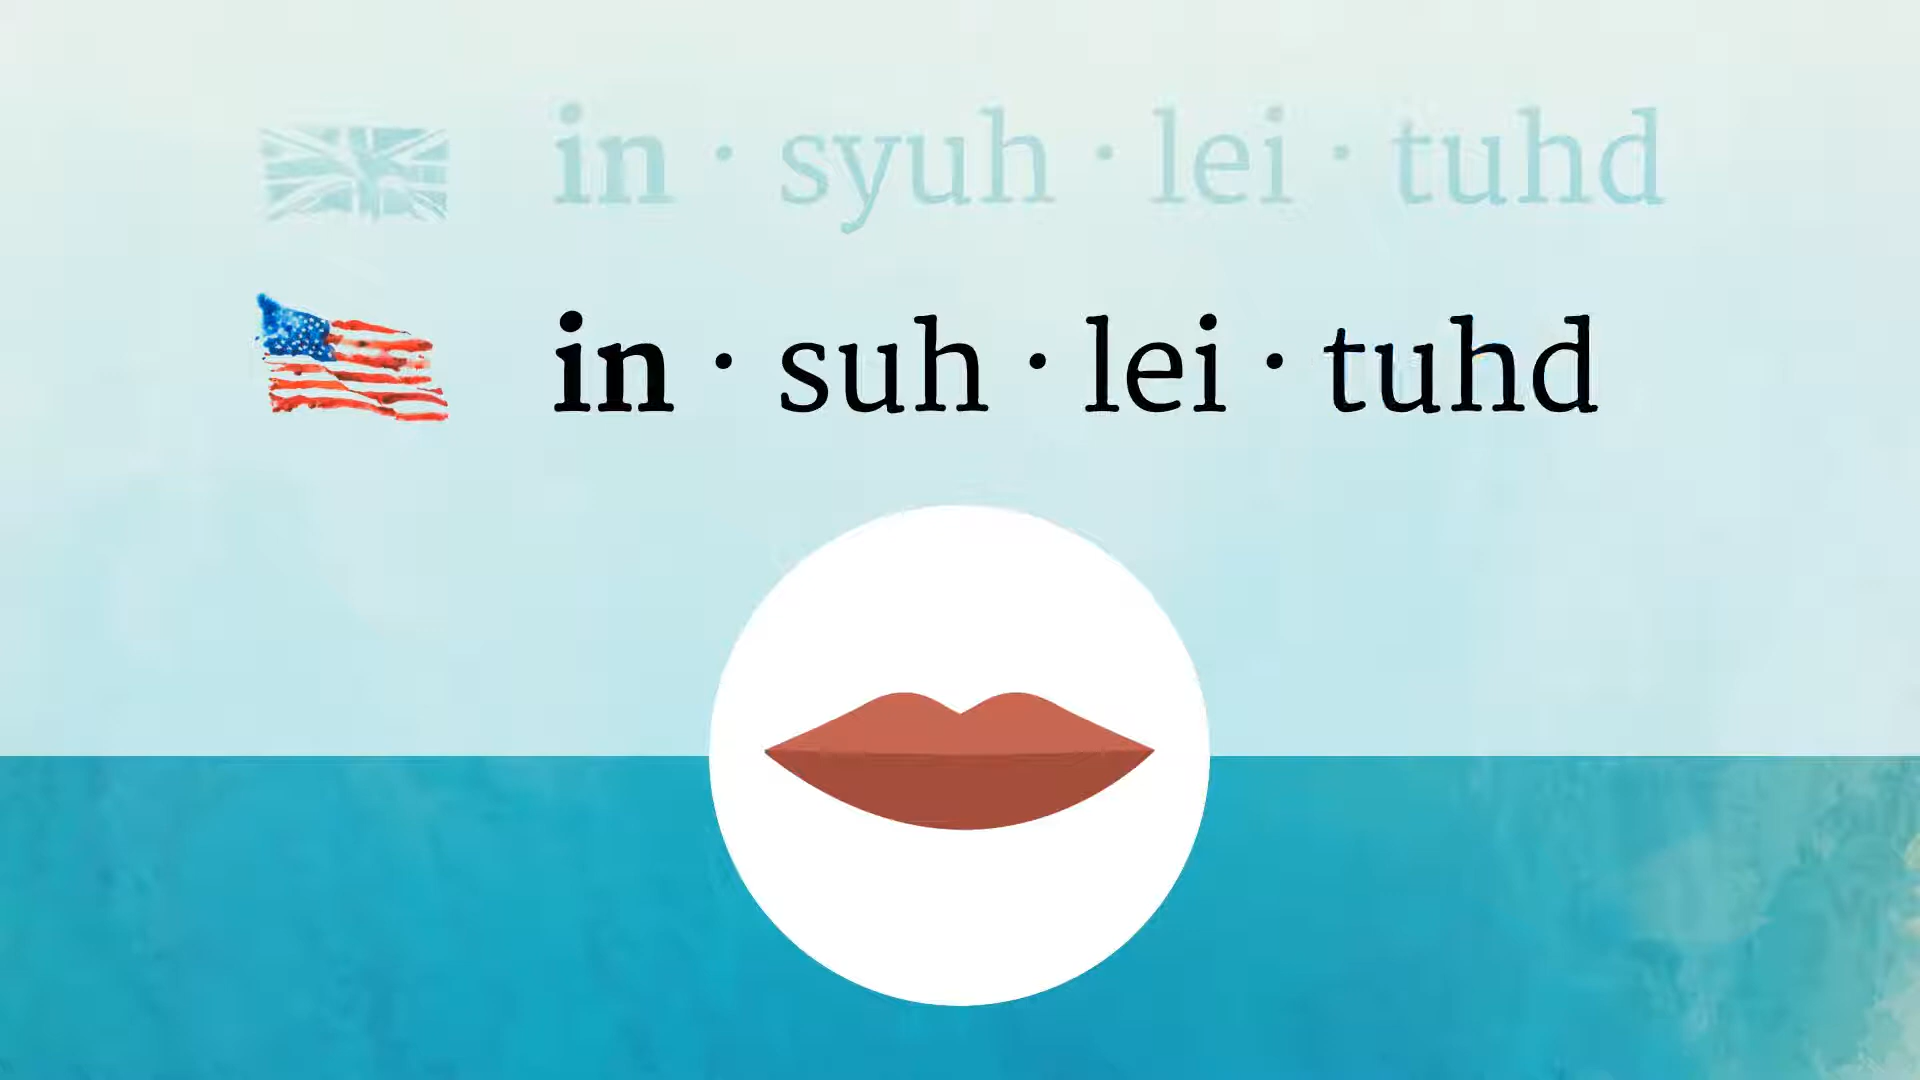 in · syuh · lei · tuhd
in · suh · lei · tuhd